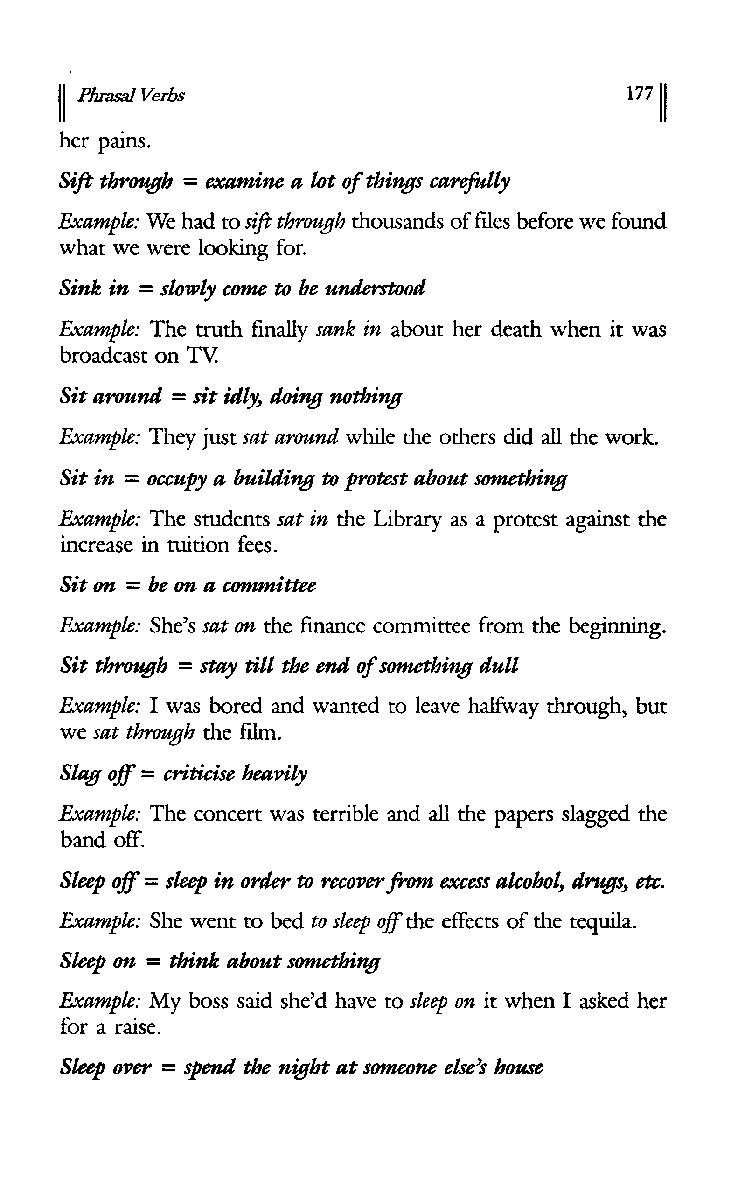 Phrasal Verbs 177
her pains.
Sift through = examine a lot of things carefully
Example: We had to sift through thousands of files before we found
what we were looking for.
Sink in = slowly come to be understood
Example: The truth finally sank in about her death when it was
broadcast on TV.
Sit around = sit idly, doing nothing
Example: They just sat around while the others did all the work.
Sit in = occupy a building to protest about something
Example: The students sat in the Library as a protest against the
increase in tuition fees.
Sit on = be on a committee
Example: She's sat on the finance committee from the beginning.
Sit through = stay till the end of something dull
Example: I was bored and wanted to leave halfway through, but
we sat through the film.
Slag off = criticise heavily
Example: The concert was terrible and all the papers slagged the
band off.
Sleep off = sleep in order to recover from excess alcohol, drugs, etc.
Example: She went to bed to sleep off the effects of the tequila.
Sleep on = think about something
Example: My boss said she'd have to sleep on it when I asked her
for a raise.
Sleep over = spend the night at someone else's house